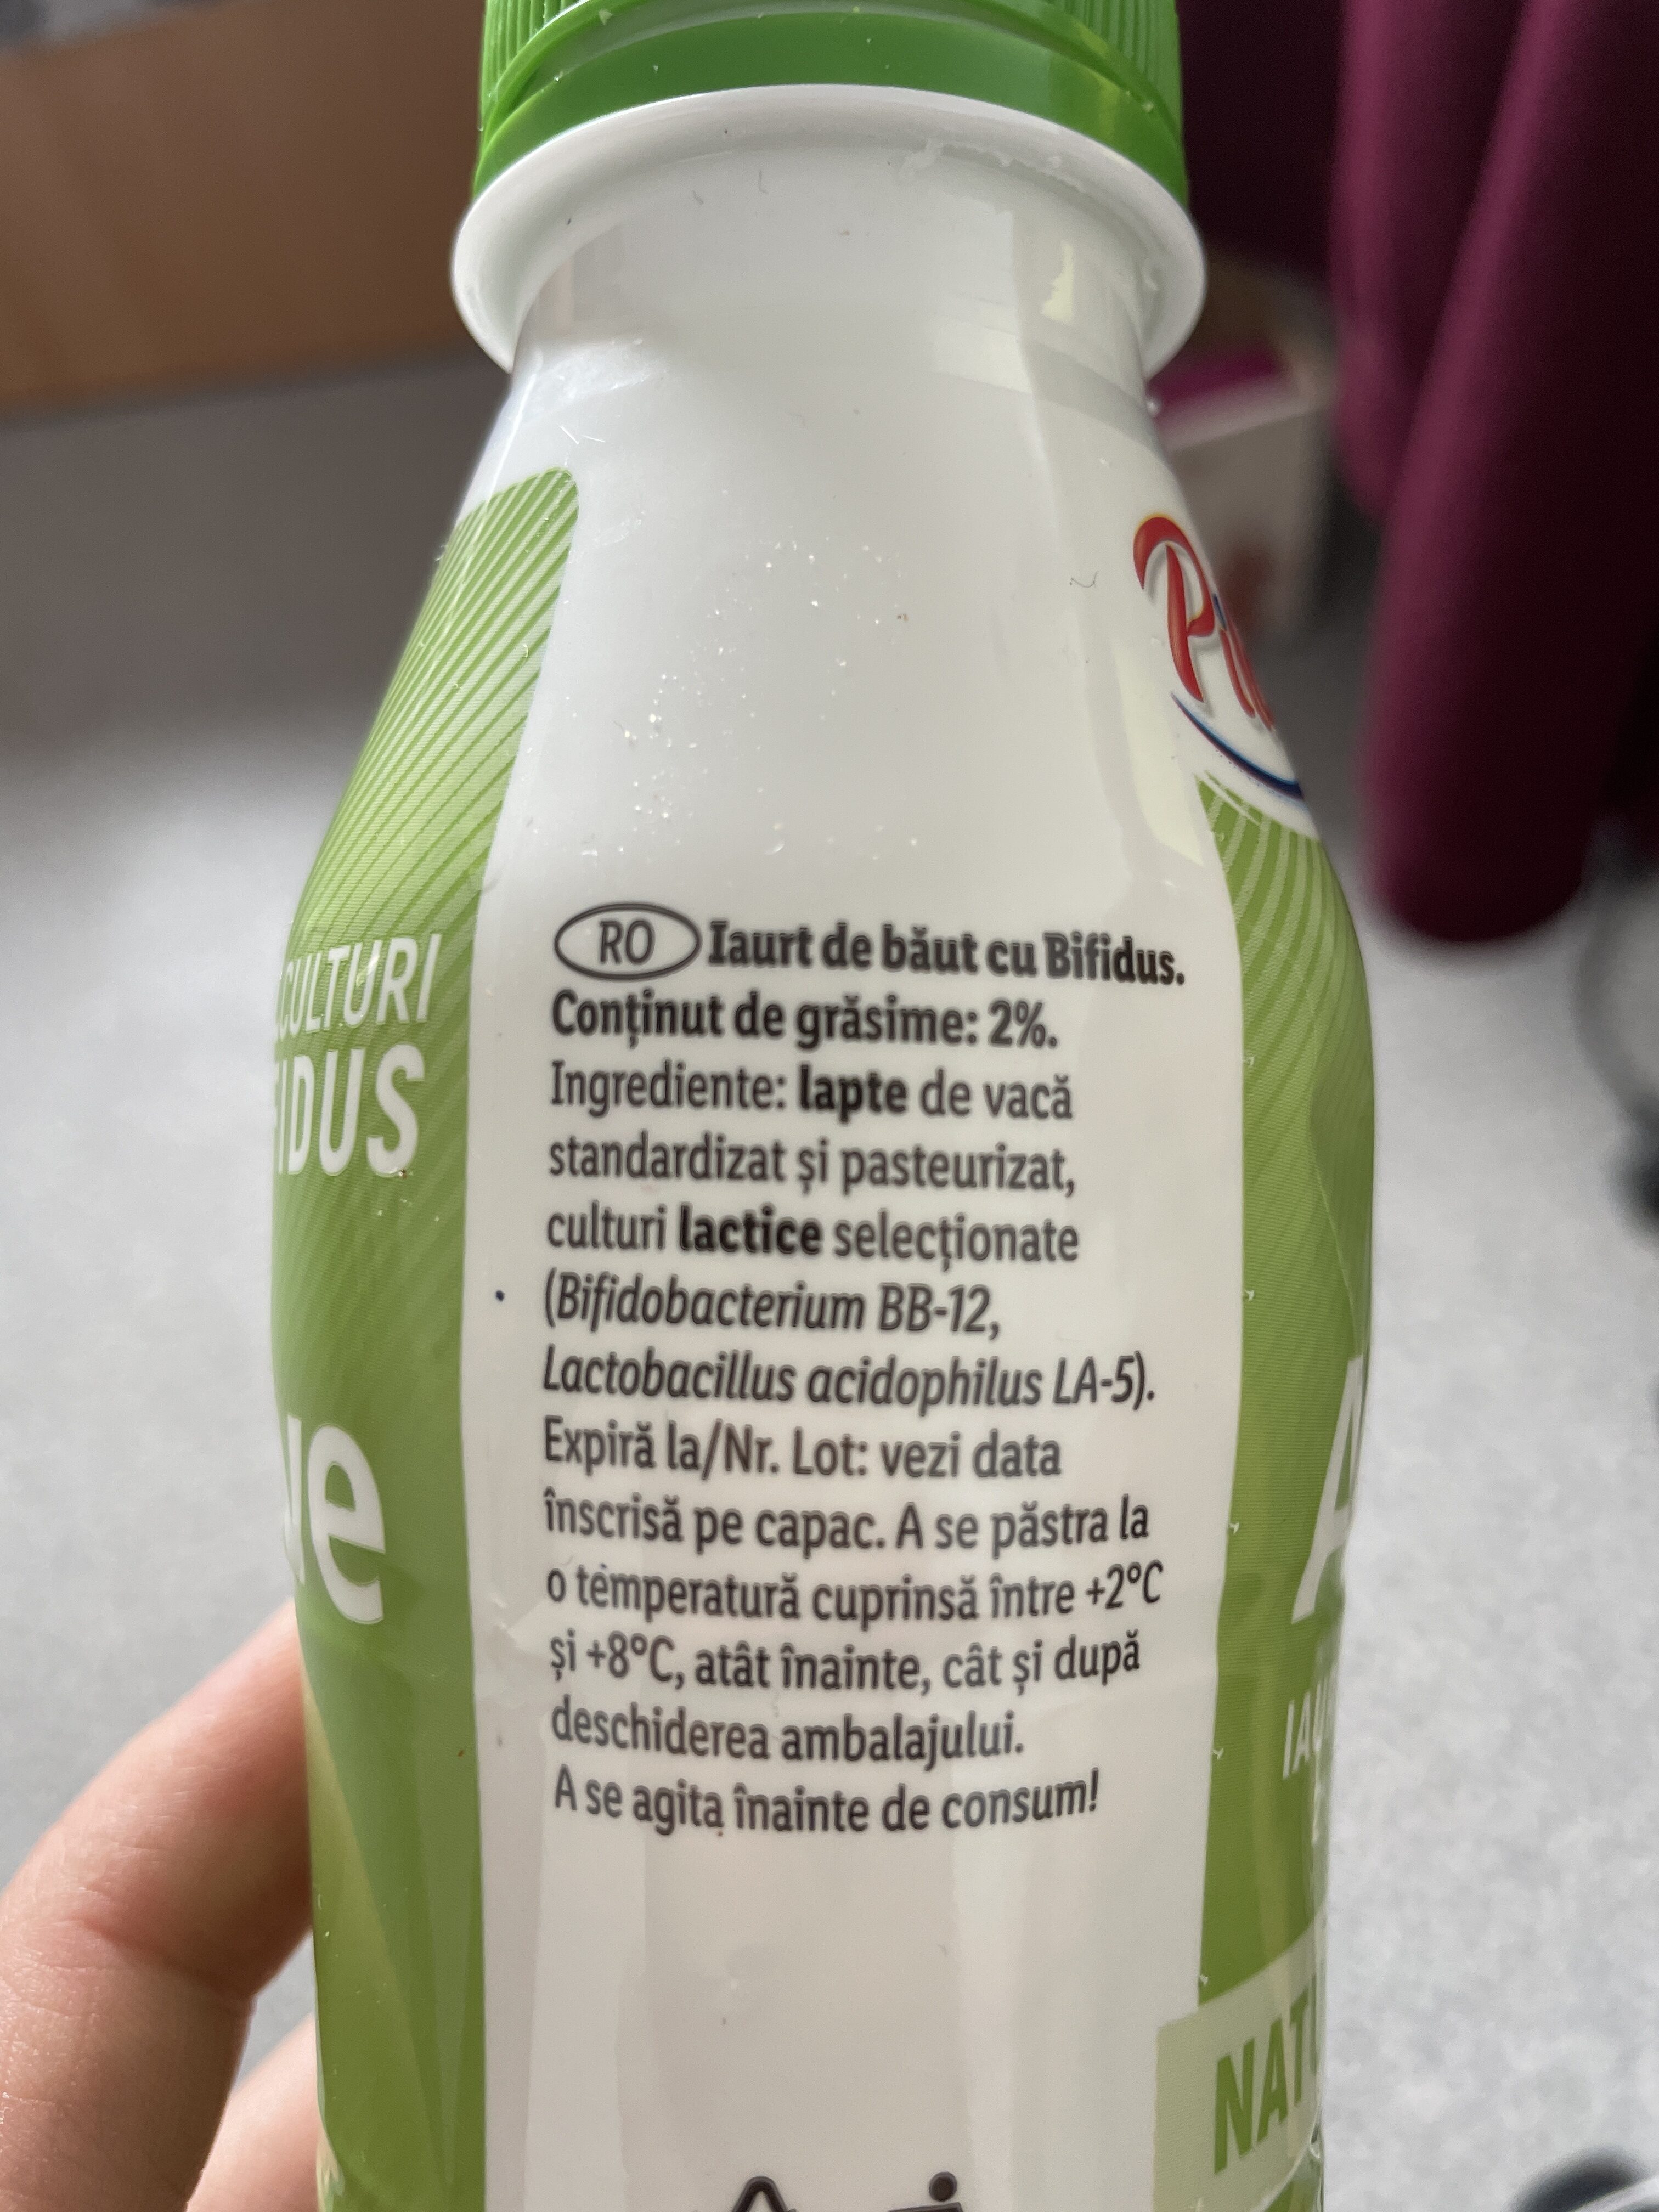 RO Iaurt de băut cu Bifidus.
Conținut de grăsime: 2%.
Ingrediente: lapte de vacă
standardizat și pasteurizat,
culturi lactice selecționate
(Bifidobacterium BB-12,
Lactobacillus acidophilus LA-5).
Expiră la/Nr. Lot: vezi data
înscrisă pe capac. A se păstra la
o temperatură cuprinsă între +2°C
și +8°C, atât înainte, cât și după
deschiderea ambalajului.
A se agita înainte de consum!
CULTURI